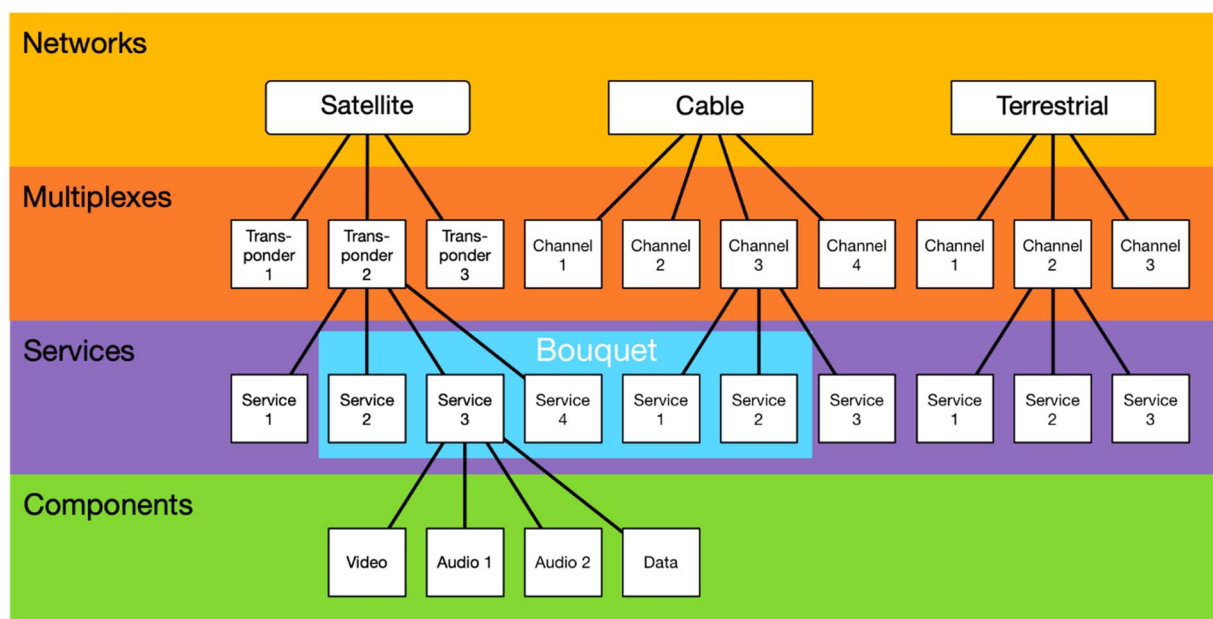 Networks
Satellite
Cable
Terrestrial
Multiplexes
Trans-
ponder
1
Trans-
ponder
2
Trans-
ponder
3
Channel
1
Channel
2
Channel
3
Channel
4
Channel
1
Channel
2
Channel
3
Services
Bouquet
Service
1
Service
2
Service
3
Service
4
Service
1
Service
2
Service
3
Service
1
Service
2
Service
3
Components
Video
Audio 1
Audio 2
Data